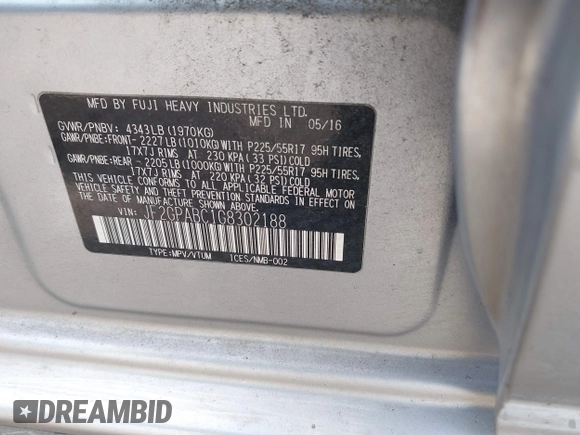 MFD BY FUJI HEAVY INDUSTRIES LTD.
MFD IN 05/16
GVWR/PNBV: 4343LB(1970KG)
GAWR/PNBE:FRONT- 2227LB(1010KG)WITH P225/55R17 95H TIRES,
17X7J RIMS AT 230 KPA(33 PSI)COLD
GAWR/PNBE:REAR - 2205LB(1000KG)WITH P225/55R17 95H TIRES,
17X7J RIMS AT 220 KPA(32 PSI)COLD
THIS VEHICLE CONFORMS TO ALL APPLICABLE FEDERAL MOTOR
VEHICLE SAFETY, BUMPER, AND THEFT PREVENTION STANDARDS IN EFFECT ON
THE DATE OF MANUFACTURE SHOWN ABOVE.
VIN: JF2GPABC1G8302188
TYPE:MPV/VTUM ICES/NMB-002
DREAMBID